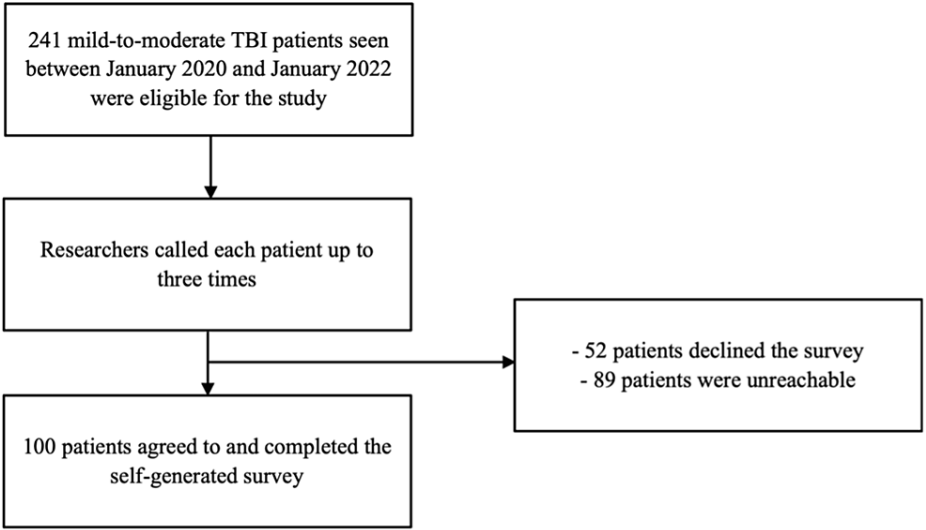 241 mild-to-moderate TBI patients seen
between January 2020 and January 2022
were eligible for the study
Researchers called each patient up to
three times
- 52 patients declined the survey
- 89 patients were unreachable
100 patients agreed to and completed the
self-generated survey